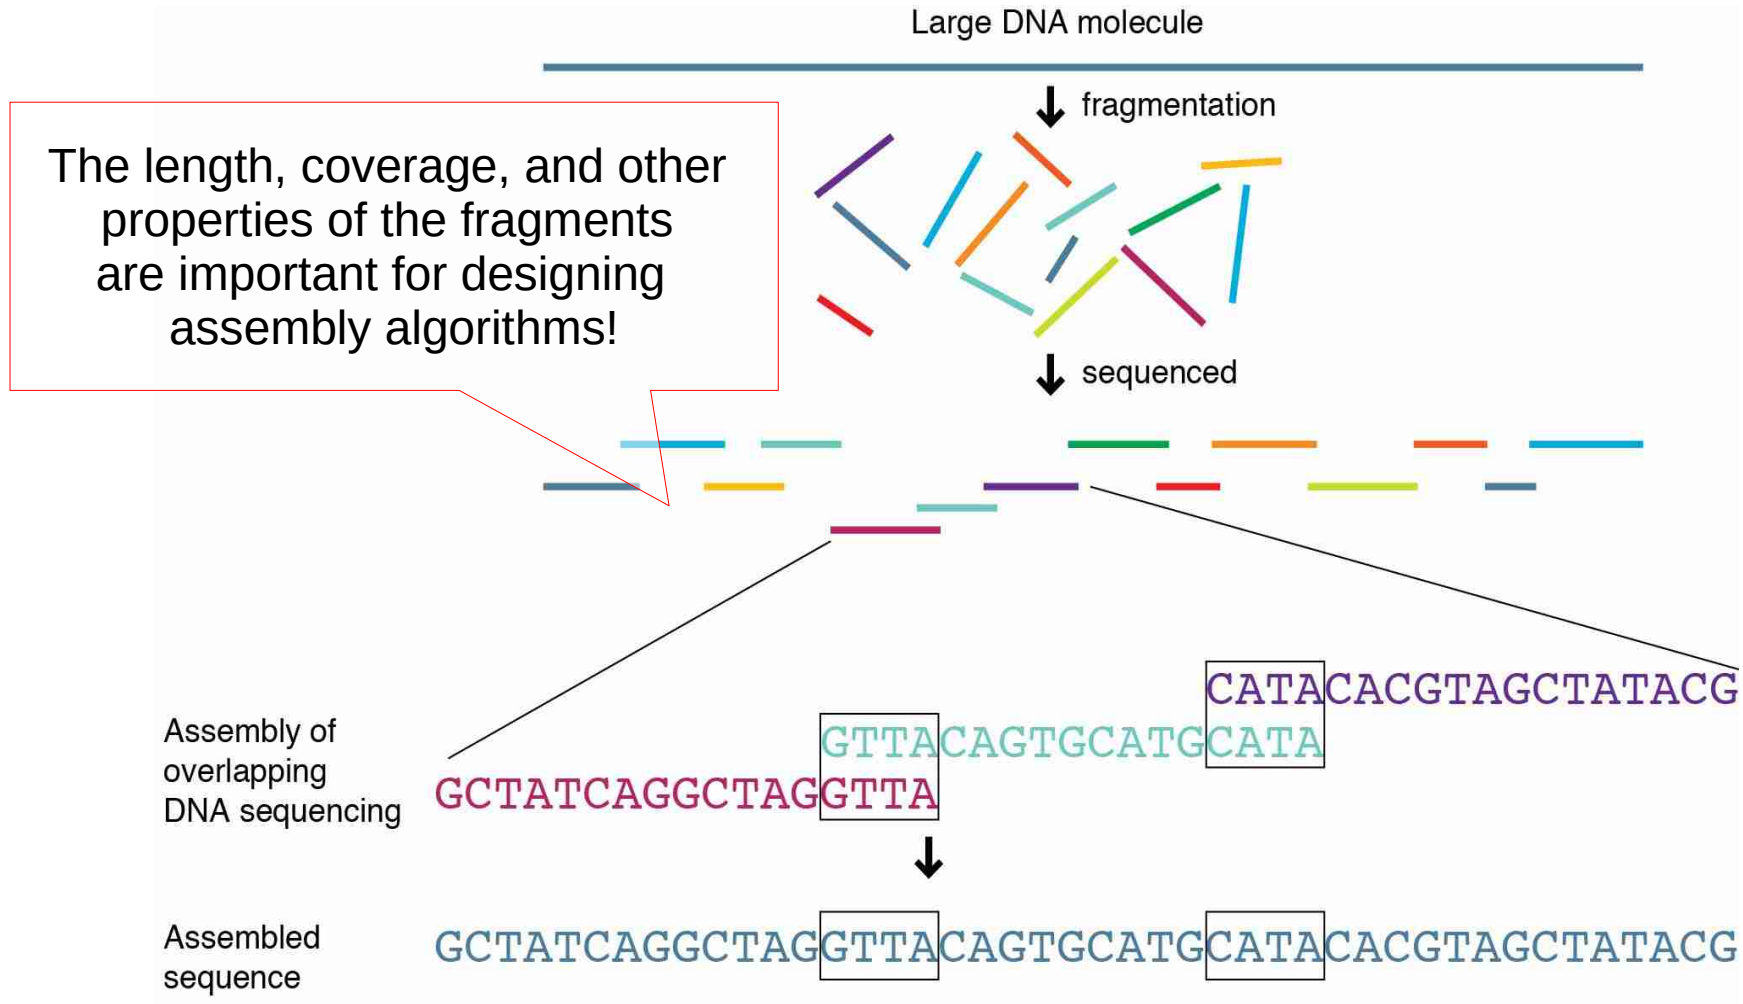 Large DNA molecule
fragmentation
The length, coverage, and other
properties of the fragments
are important for designing
assembly algorithms!
sequenced
CATACACGTAGCTATACG
Assembly of
overlapping
DNA sequencing
GTTACAGTGCATGCATA
GCTATCAGGCTAGGTTA
Assembled
sequence
GCTATCAGGCTAGGTTACAGTGCATGCATACACGTAGCTATACG